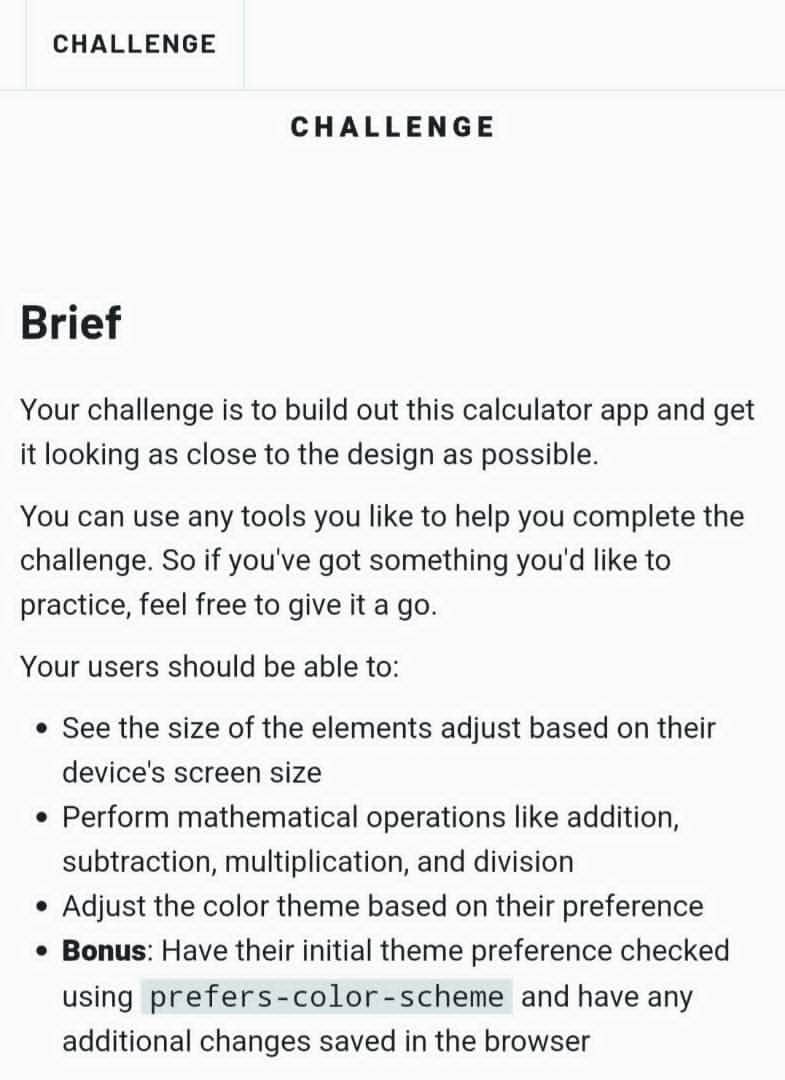 CHALLENGE
CHALLENGE
Brief
Your challenge is to build out this calculator app and get
it looking as close to the design as possible.
You can use any tools you like to help you complete the
challenge. So if you've got something you'd like to
practice, feel free to give it a go.
Your users should be able to:
• See the size of the elements adjust based on their
device's screen size
• Perform mathematical operations like addition,
subtraction, multiplication, and division
• Adjust the color theme based on their preference
• Bonus: Have their initial theme preference checked
using prefers-color-scheme and have any
additional changes saved in the browser